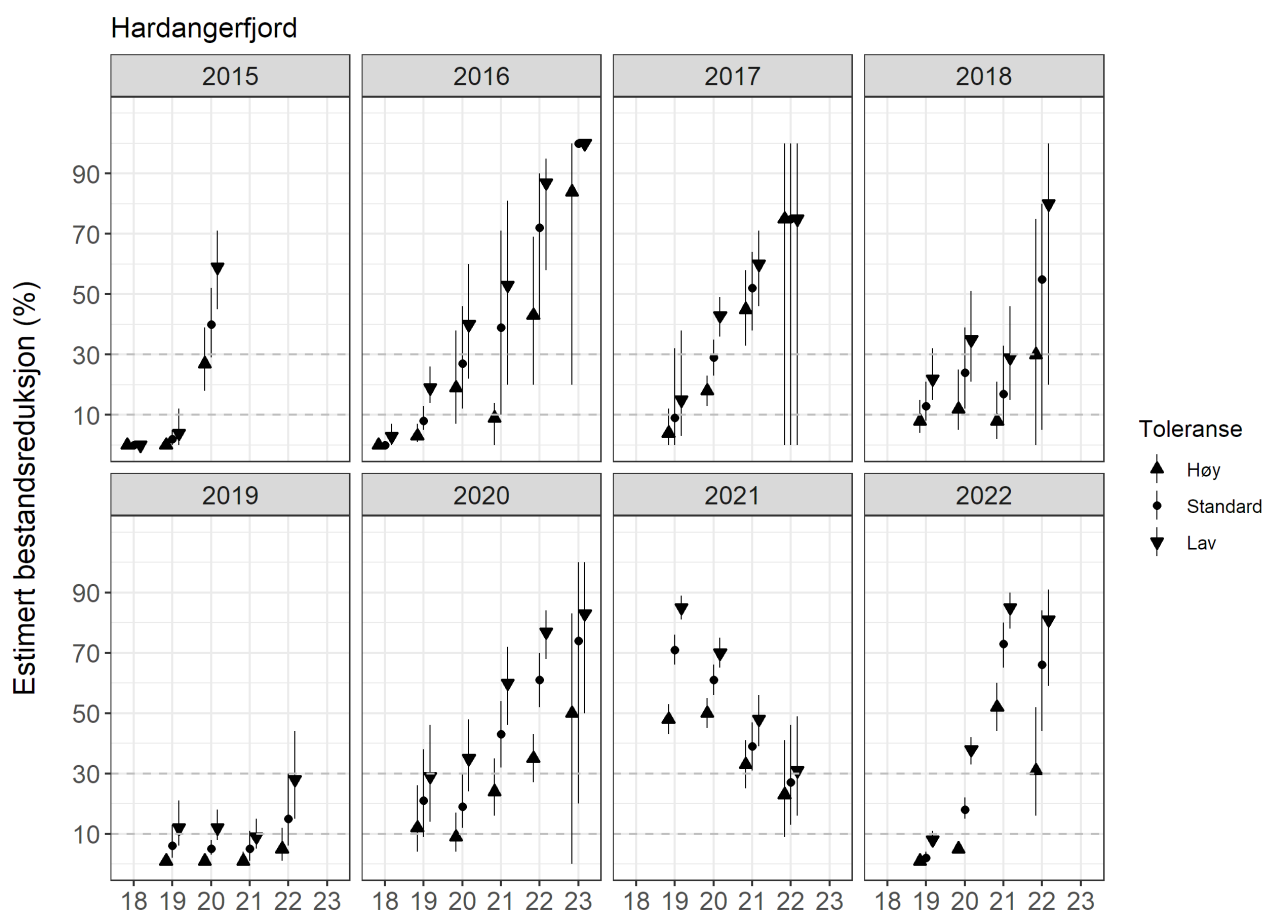 Hardangerfjord
2015 2016 2017 2018
90
70
50
30
10
2019 2020 2021 2022
90
70
50
30
10
18 19 20 21 22 23 18 19 20 21 22 23 18 19 20 21 22 23 18 19 20 21 22 23
Estimert bestandsreduksjon (%)
Toleranse
Høy
Standard
Lav